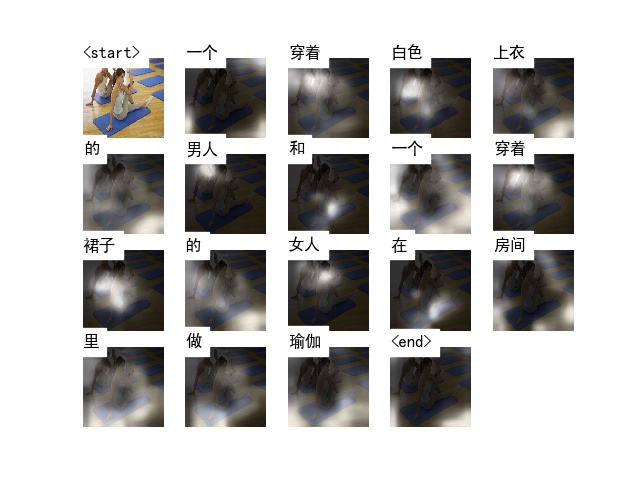 <start> 一个 穿着 白色 上衣
的 男人 和 一个 穿着
裙子 的 女人 在 房间
里 做 瑜伽 <end>